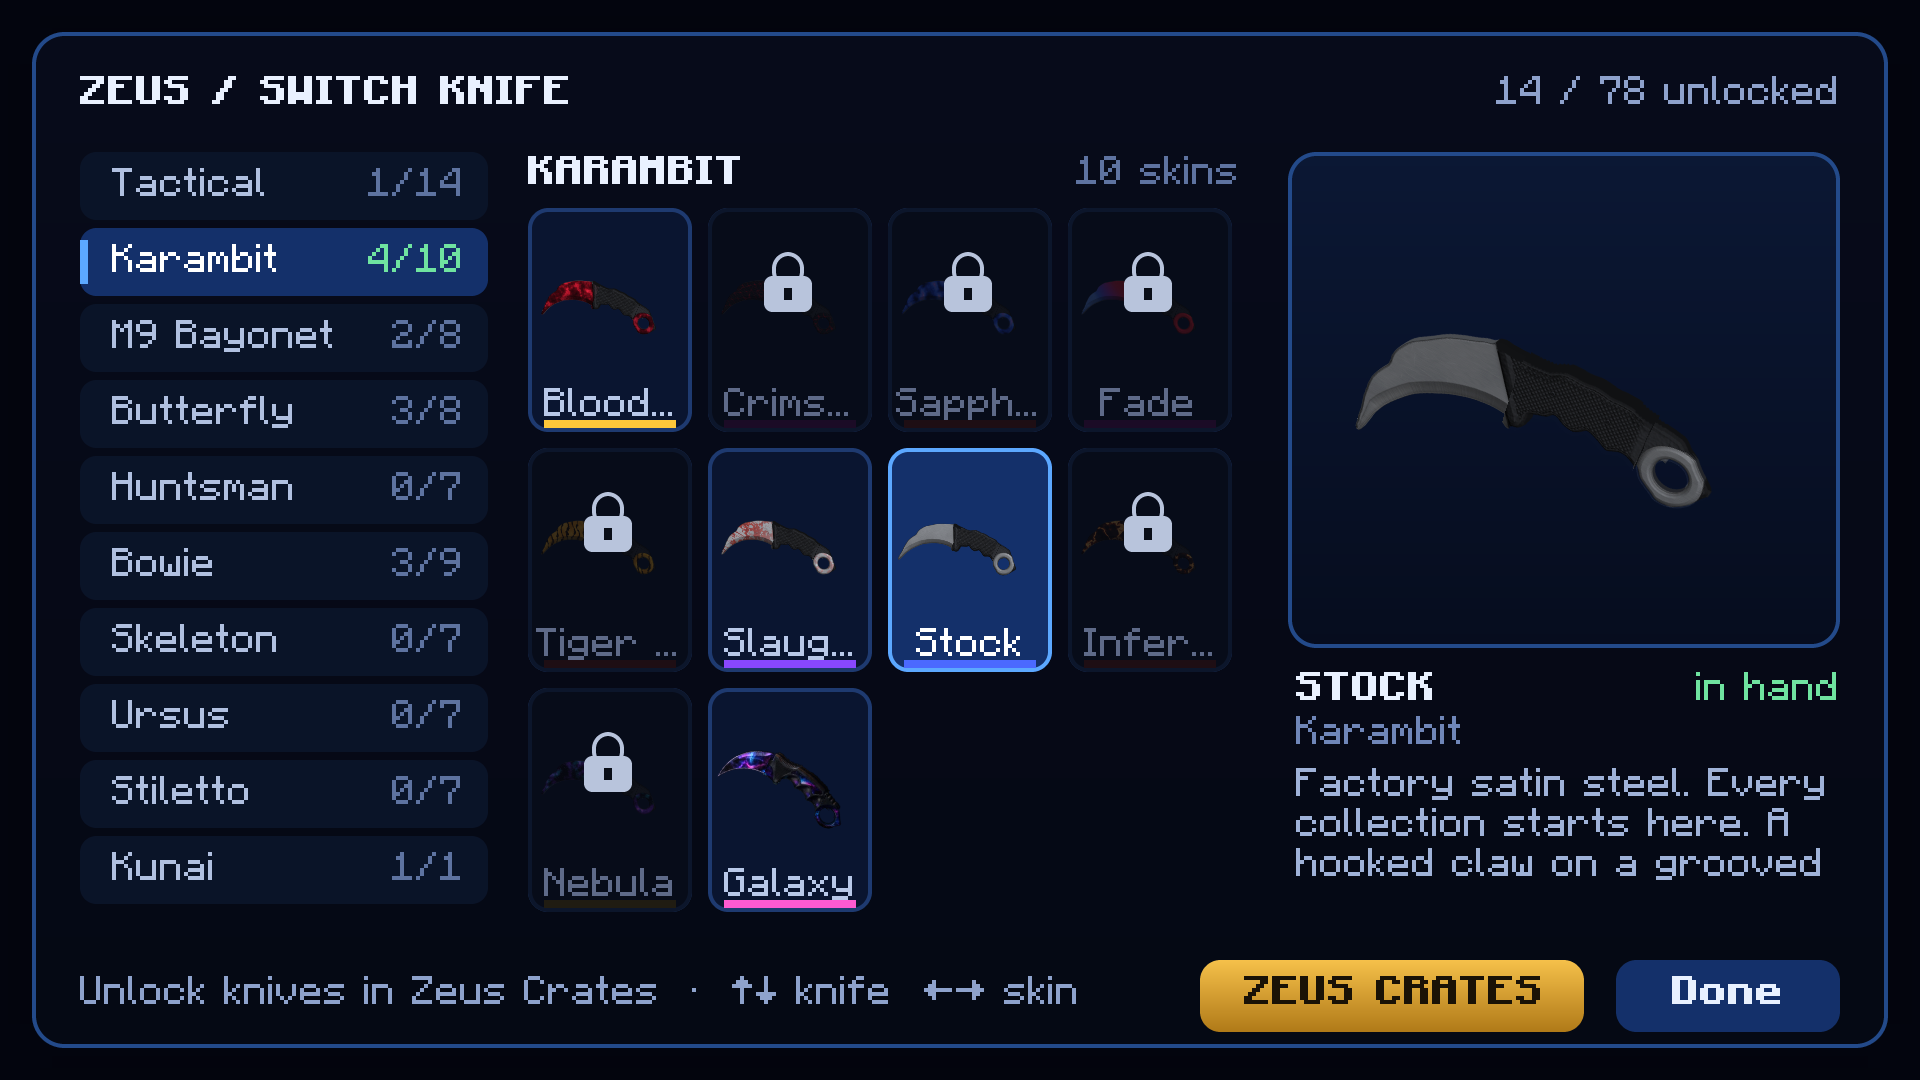 ZEUS / SWITCH KNIFE
14 / 78 unlocked
Tactical 1/14
Karambit 4/10
M9 Bayonet 2/8
Butterfly 3/8
Huntsman 0/7
Bowie 3/9
Skeleton 0/7
Ursus 0/7
Stiletto 0/7
Kunai 1/1
KARAMBIT 10 skins
Blood... Crims... Sapph... Fade
Tiger ... Slaug... Stock Infer...
Nebula Galaxy
STOCK in hand
Karambit
Factory satin steel. Every
collection starts here. A
hooked claw on a grooved
Unlock knives in Zeus Crates · ↑↓ knife ←→ skin
ZEUS CRATES
Done